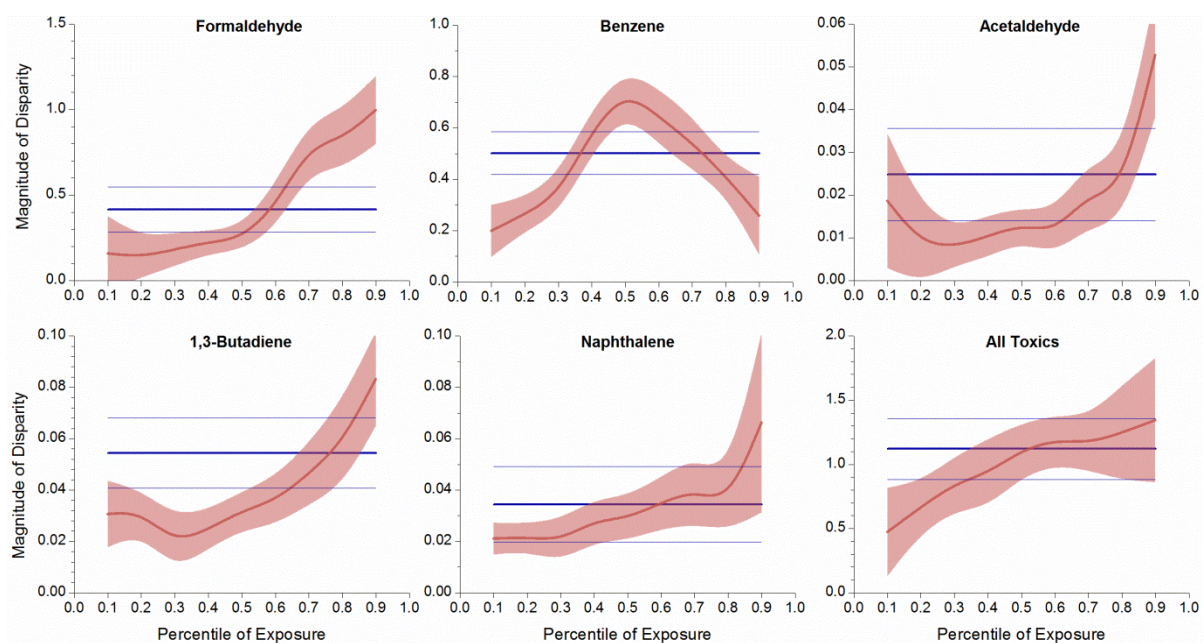 Formaldehyde
Magnitude of Disparity
1.5
1.0
0.5
0.0
0.0 0.1 0.2 0.3 0.4 0.5 0.6 0.7 0.8 0.9 1.0
Benzene
1.0
0.8
0.6
0.4
0.2
0.0
0.0 0.1 0.2 0.3 0.4 0.5 0.6 0.7 0.8 0.9 1.0
Acetaldehyde
0.06
0.05
0.04
0.03
0.02
0.01
0.00
0.0 0.1 0.2 0.3 0.4 0.5 0.6 0.7 0.8 0.9 1.0
1,3-Butadiene
Magnitude of Disparity
0.10
0.08
0.06
0.04
0.02
0.00
0.0 0.1 0.2 0.3 0.4 0.5 0.6 0.7 0.8 0.9 1.0
Percentile of Exposure
Naphthalene
0.10
0.08
0.06
0.04
0.02
0.00
0.0 0.1 0.2 0.3 0.4 0.5 0.6 0.7 0.8 0.9 1.0
Percentile of Exposure
All Toxics
2.0
1.5
1.0
0.5
0.0
0.0 0.1 0.2 0.3 0.4 0.5 0.6 0.7 0.8 0.9 1.0
Percentile of Exposure